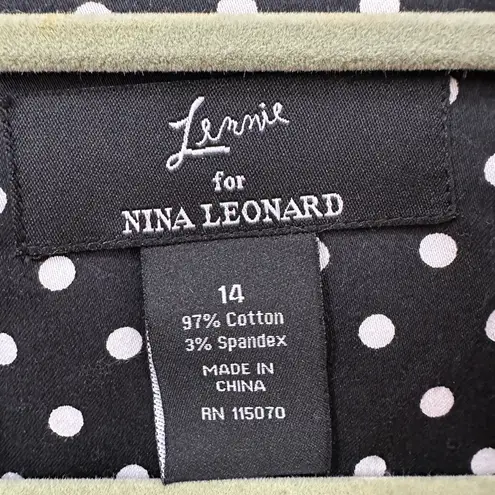 Lennie
for
NINA LEONARD
14
97% Cotton
3% Spandex
MADE IN
CHINA
RN 115070